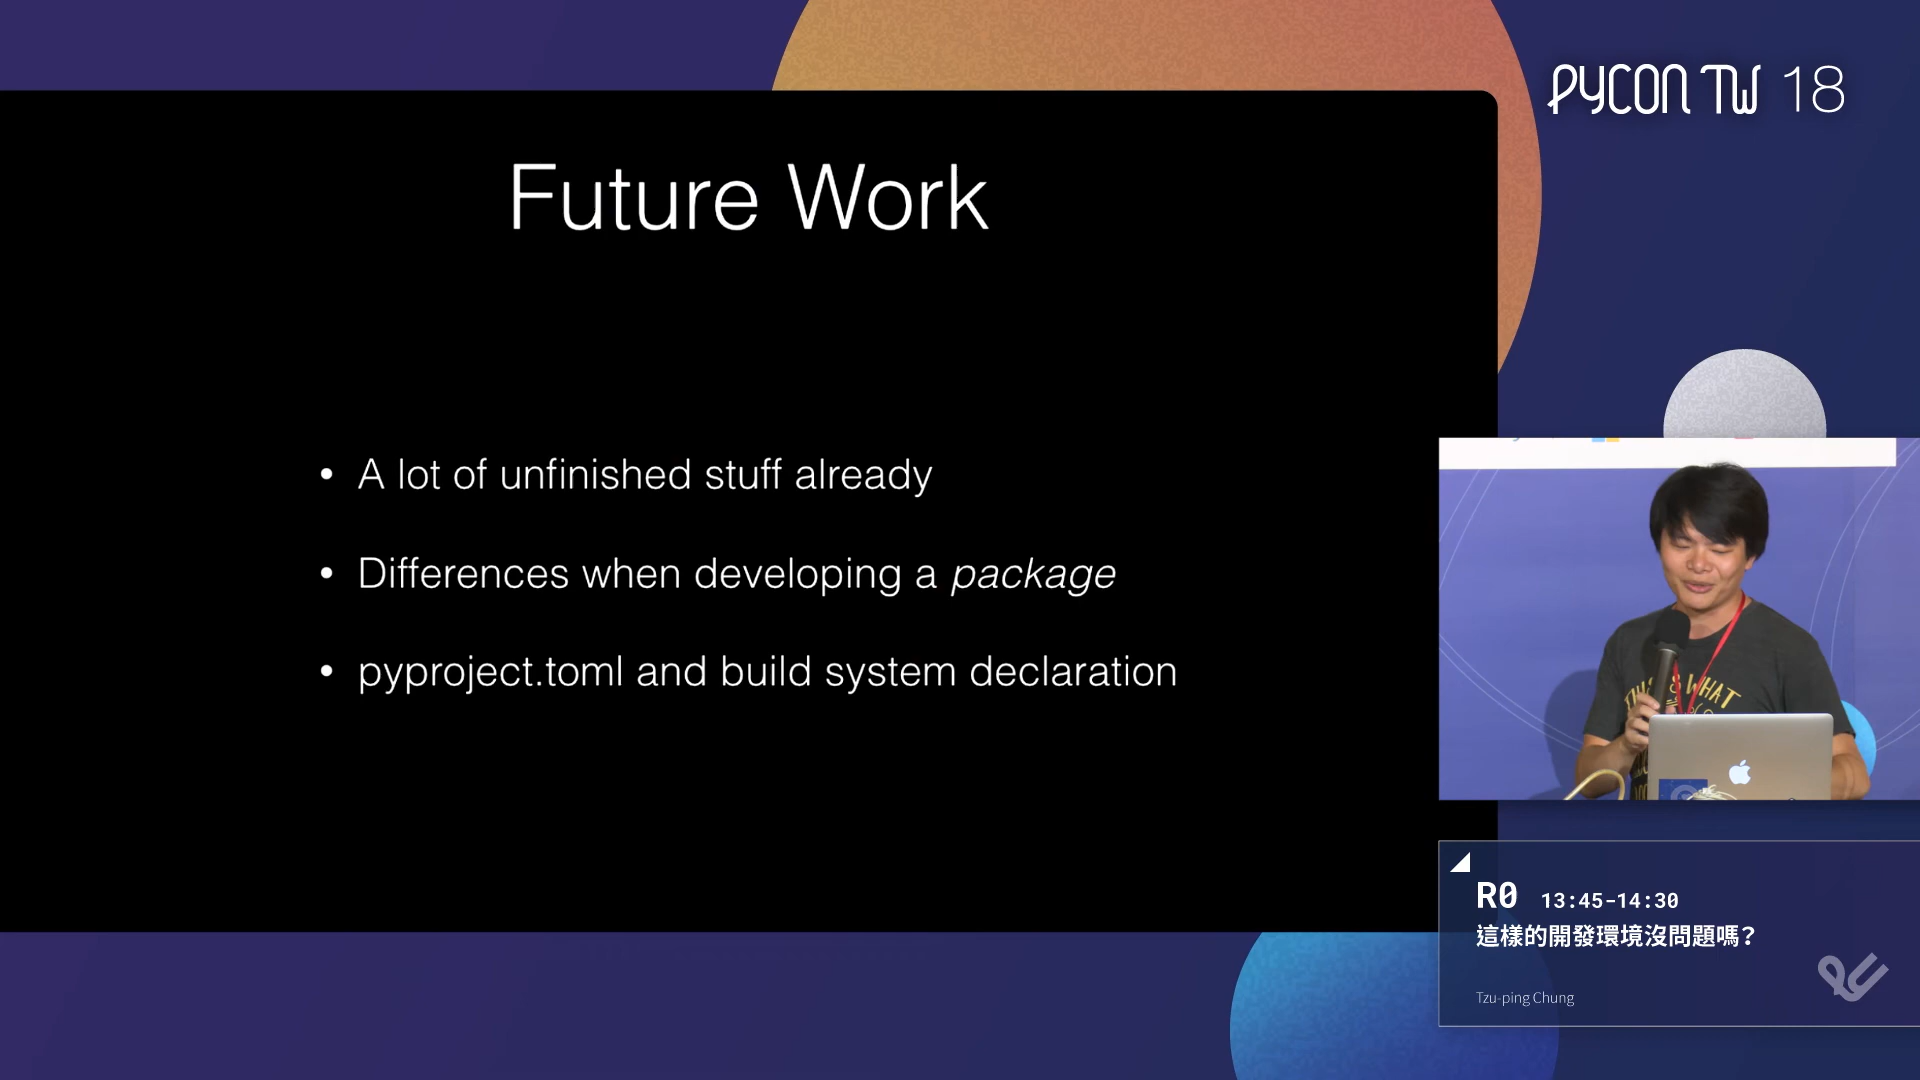 PYCON TW 18
Future Work
• A lot of unfinished stuff already
• Differences when developing a package
• pyproject.toml and build system declaration
WHAT
R0 13:45-14:30
這樣的開發環境沒問題嗎？
Tzu-ping Chung